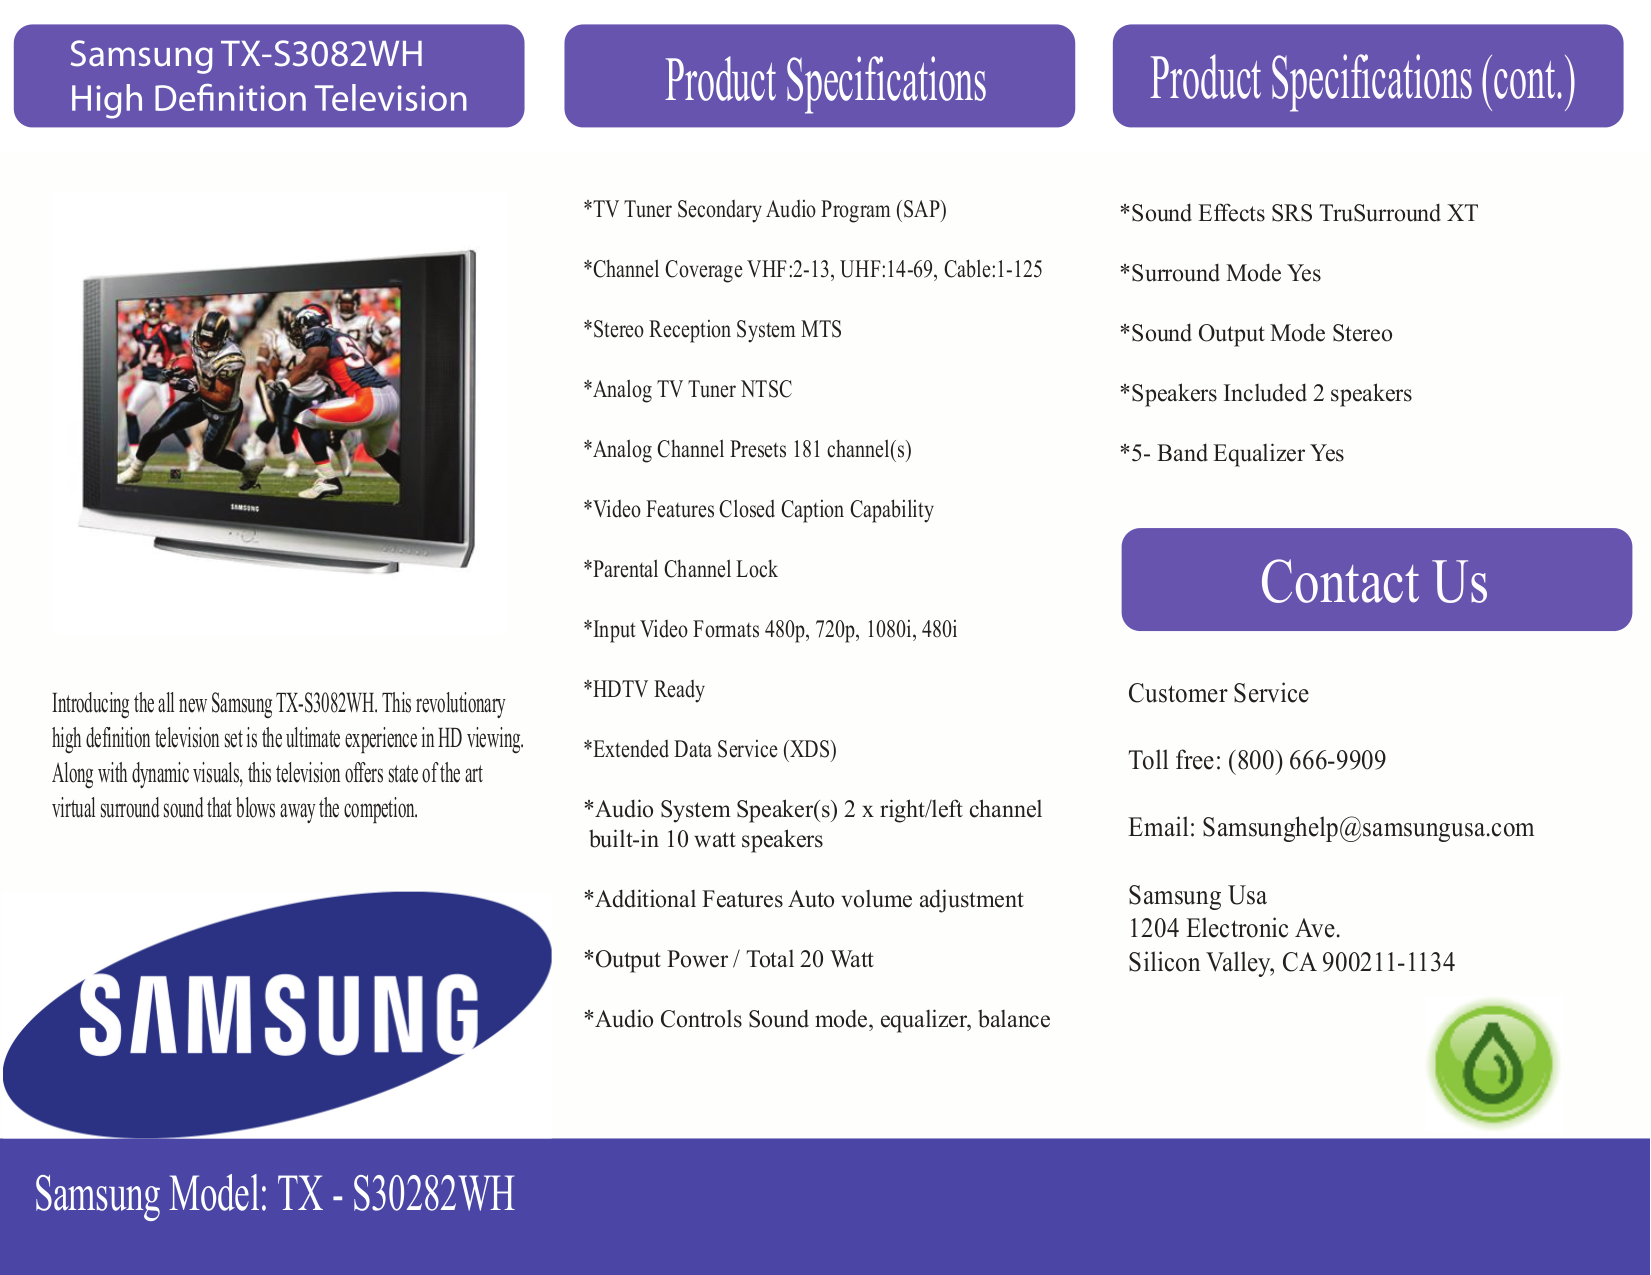 Samsung TX-S3082WH
High Definition Television
SAMSUNG
Introducing the all new Samsung TX-S3082WH. This revolutionary
high definition television set is the ultimate experience in HD viewing.
Along with dynamic visuals, this television offers state of the art
virtual surround sound that blows away the competion.
SAMSUNG
Product Specifications
*TV Tuner Secondary Audio Program (SAP)
*Channel Coverage VHF:2-13, UHF:14-69, Cable:1-125
*Stereo Reception System MTS
*Analog TV Tuner NTSC
*Analog Channel Presets 181 channel(s)
*Video Features Closed Caption Capability
*Parental Channel Lock
*Input Video Formats 480p, 720p, 1080i, 480i
*HDTV Ready
*Extended Data Service (XDS)
*Audio System Speaker(s) 2 x right/left channel
built-in 10 watt speakers
*Additional Features Auto volume adjustment
*Output Power / Total 20 Watt
*Audio Controls Sound mode, equalizer, balance
Product Specifications (cont.)
*Sound Effects SRS TruSurround XT
*Surround Mode Yes
*Sound Output Mode Stereo
*Speakers Included 2 speakers
*5- Band Equalizer Yes
Contact Us
Customer Service
Toll free: (800) 666-9909
Email: Samsunghelp@samsungusa.com
Samsung Usa
1204 Electronic Ave.
Silicon Valley, CA 900211-1134
Samsung Model: TX - S30282WH